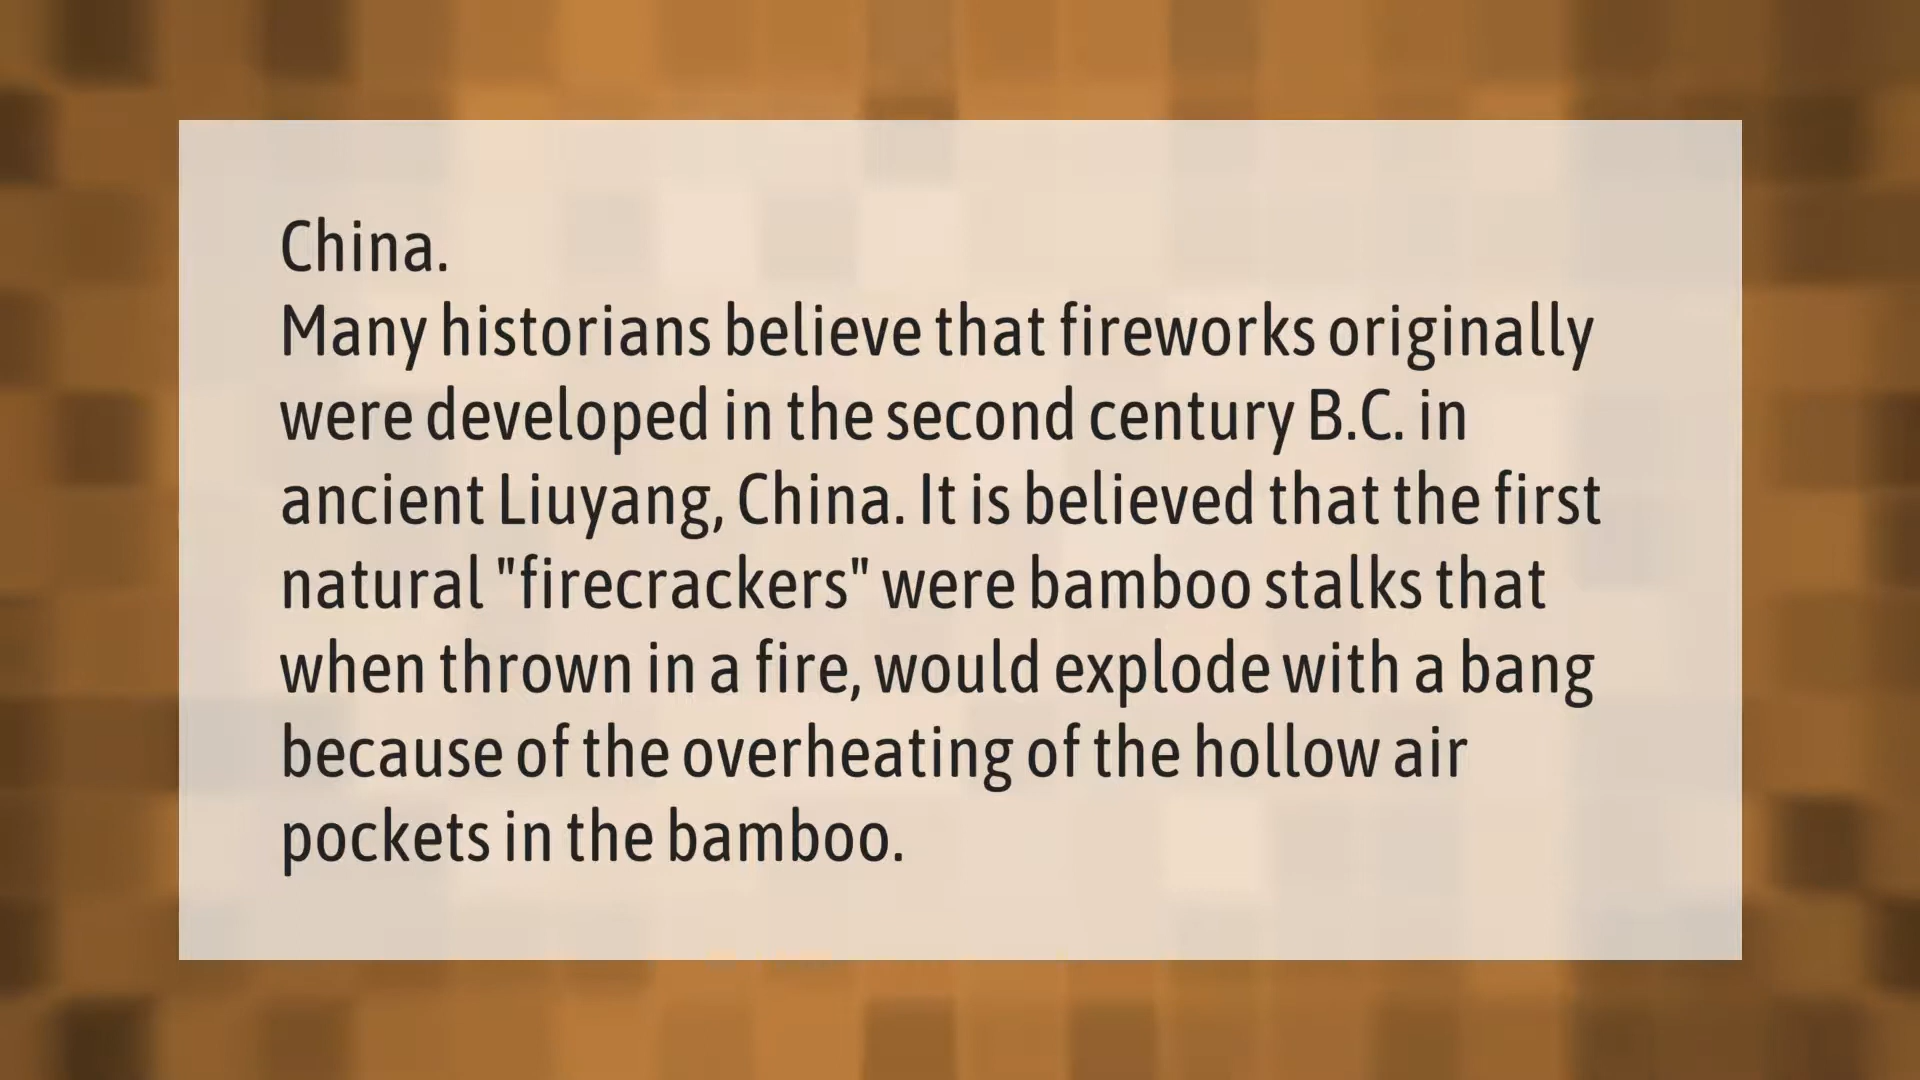 China.
Many historians believe that fireworks originally
were developed in the second century B.C. in
ancient Liuyang, China. It is believed that the first
natural "firecrackers" were bamboo stalks that
when thrown in a fire, would explode with a bang
because of the overheating of the hollow air
pockets in the bamboo.